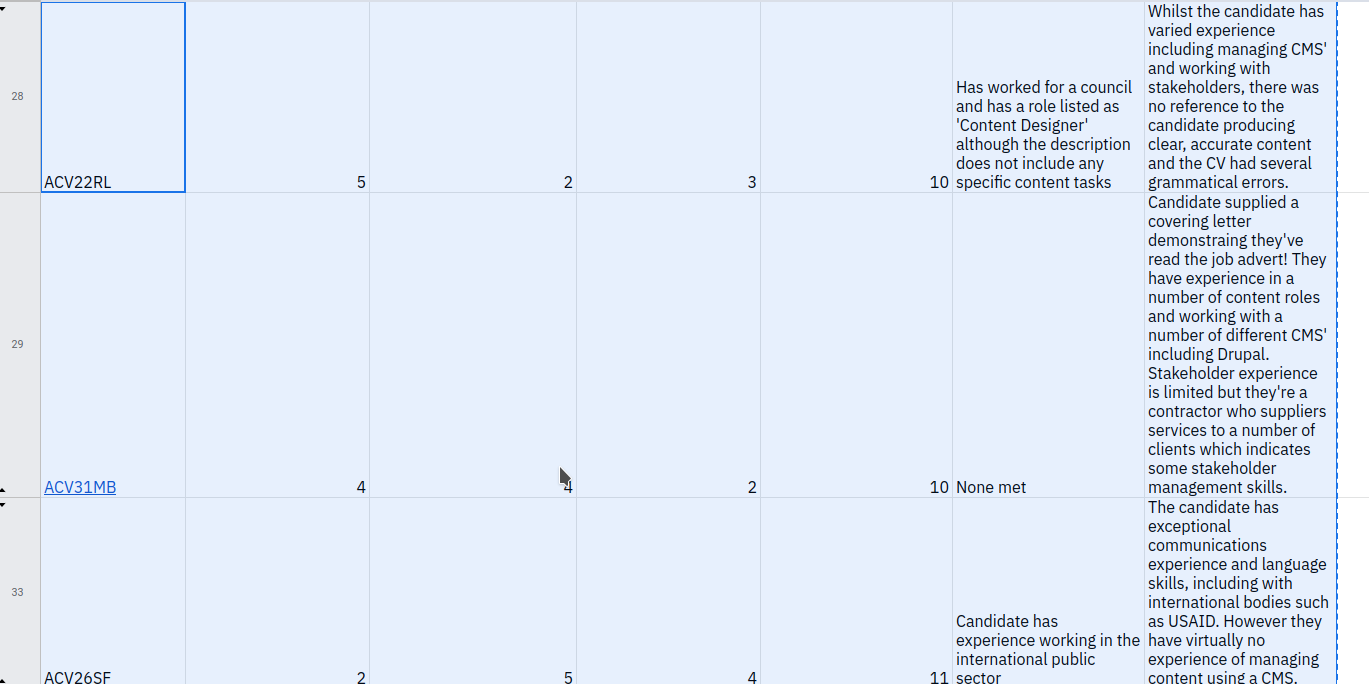 28
ACV22RL
5
2
3
10
Has worked for a council
and has a role listed as
'Content Designer'
although the description
does not include any
specific content tasks
Whilst the candidate has
varied experience
including managing CMS'
and working with
stakeholders, there was
no reference to the
candidate producing
clear, accurate content
and the CV had several
grammatical errors.
29
ACV31MB
4
4
2
10
None met
Candidate supplied a
covering letter
demonstraing they've
read the job advert! They
have experience in a
number of content roles
and working with a
number of different CMS'
including Drupal.
Stakeholder experience
is limited but they're a
contractor who suppliers
services to a number of
clients which indicates
some stakeholder
management skills.
33
ACV26SF
2
5
4
11
Candidate has
experience working in the
international public
sector
The candidate has
exceptional
communications
experience and language
skills, including with
international bodies such
as USAID. However they
have virtually no
experience of managing
content using a CMS.